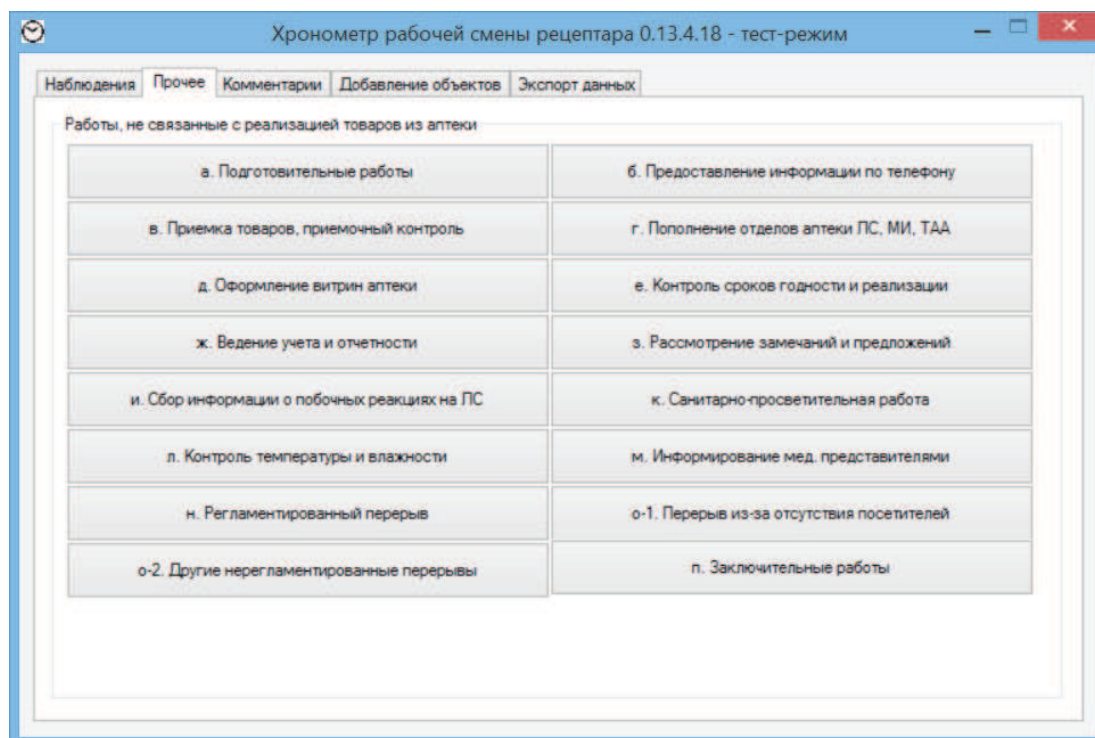 Хронометр рабочей смены рецептара 0.13.4.18 - тест-режим
Наблюдения Прочее Комментарии Добавление объектов Экспорт данных
Работы, не связанные с реализацией товаров из аптеки
а. Подготовительные работы
б. Предоставление информации по телефону
в. Приемка товаров, приемочный контроль
г. Пополнение отделов аптеки ЛС, МИ, ТАА
д. Оформление витрин аптеки
е. Контроль сроков годности и реализации
ж. Ведение учета и отчетности
з. Рассмотрение замечаний и предложений
и. Сбор информации о побочных реакциях на ЛС
к. Санитарно-просветительная работа
л. Контроль температуры и влажности
м. Информирование мед. представителями
н. Регламентированный перерыв
о-1. Перерыв из-за отсутствия посетителей
о-2. Другие нерегламентированные перерывы
п. Заключительные работы